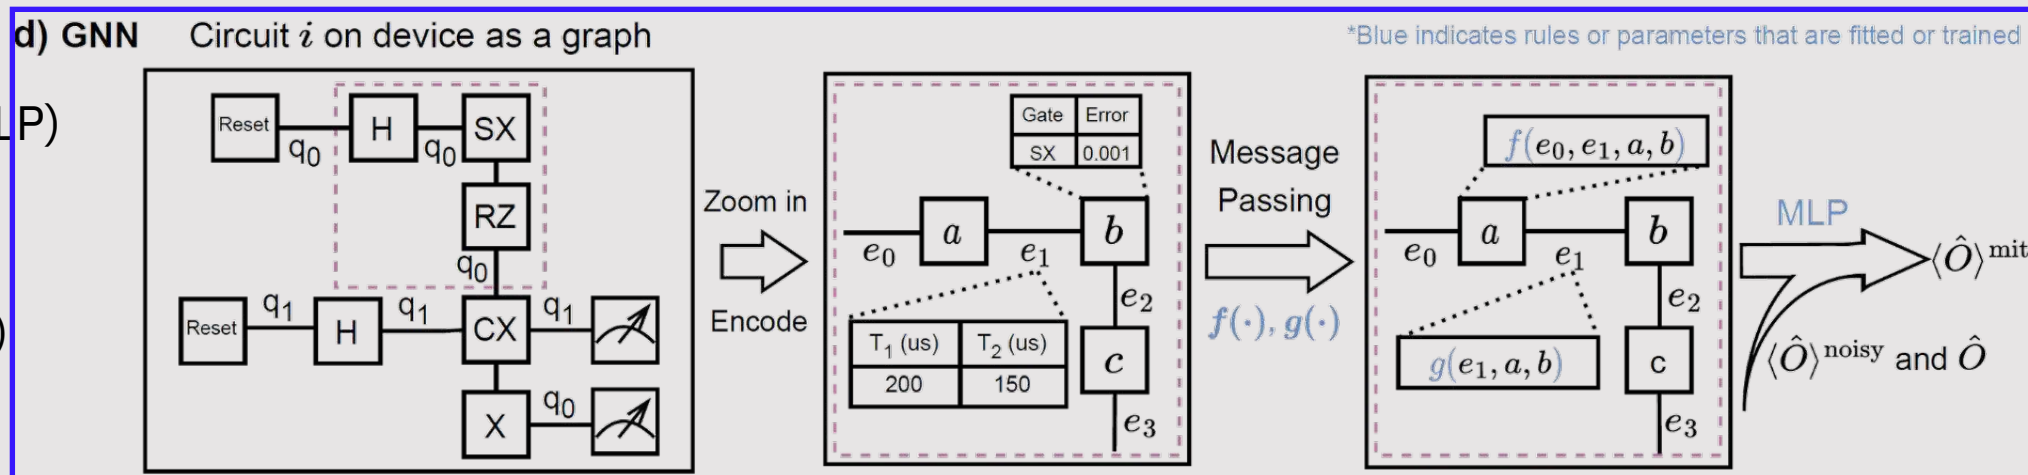 d) GNN Circuit i on device as a graph
*Blue indicates rules or parameters that are fitted or trained
LP)
)
Reset q₀ H q₀ SX
RZ
q₀
Reset q₁ H q₁ CX q₁
X q₀
Zoom in
Encode
Gate Error
SX 0.001
e₀ a e₁ b
e₂
T₁ (us) T₂ (us)
200 150
c
e₃
Message
Passing
f(·), g(·)
f(e₀, e₁, a, b)
e₀ a e₁ b
e₂
g(e₁, a, b)
c
e₃
MLP
⟨Ô⟩ᵐⁱᵗ
⟨Ô⟩ⁿᵒⁱˢʸ and Ô